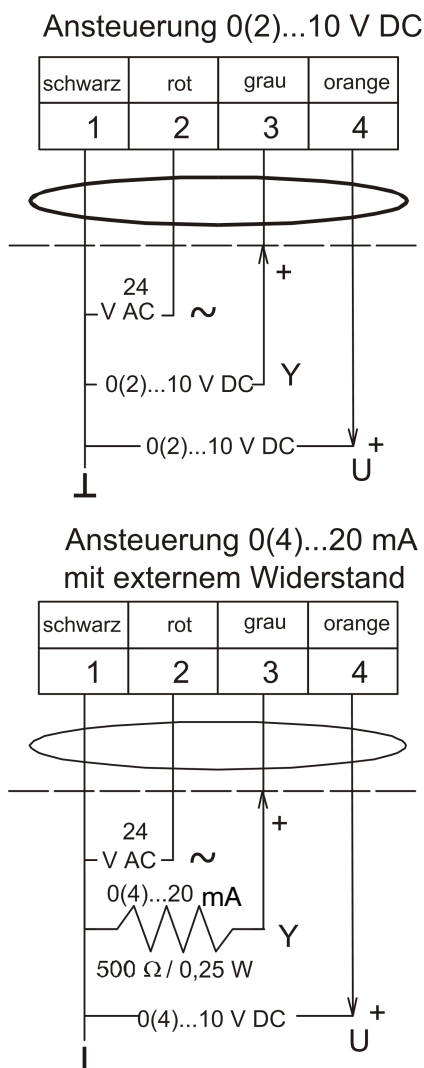 Ansteuerung 0(2)...10 V DC
schwarz rot grau orange
1 2 3 4
+
24
V AC ~
0(2)...10 V DC Y
0(2)...10 V DC +
U
Ansteuerung 0(4)...20 mA
mit externem Widerstand
schwarz rot grau orange
1 2 3 4
+
24
V AC ~
0(4)...20 mA
Y
500 Ω / 0,25 W
0(4)...10 V DC +
U